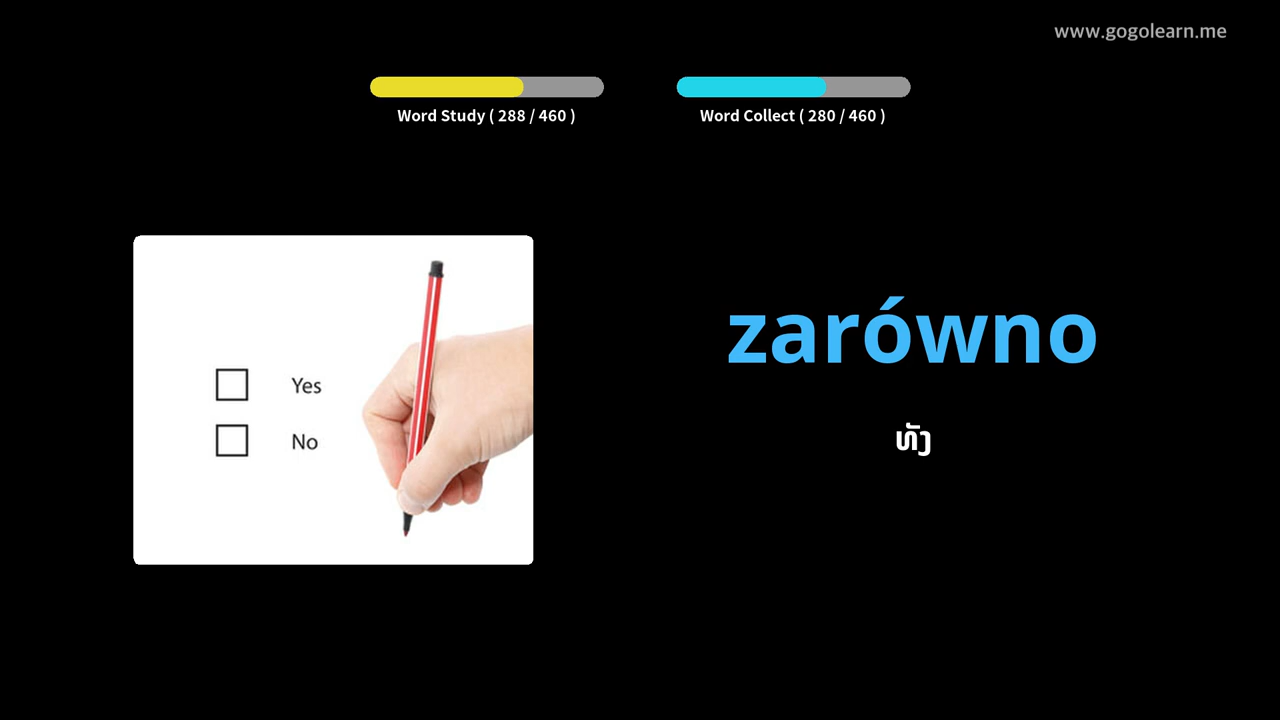 www.gogolearn.me
Word Study ( 288 / 460 )
Word Collect ( 280 / 460 )
zarówno
Yes
No
ທັງ